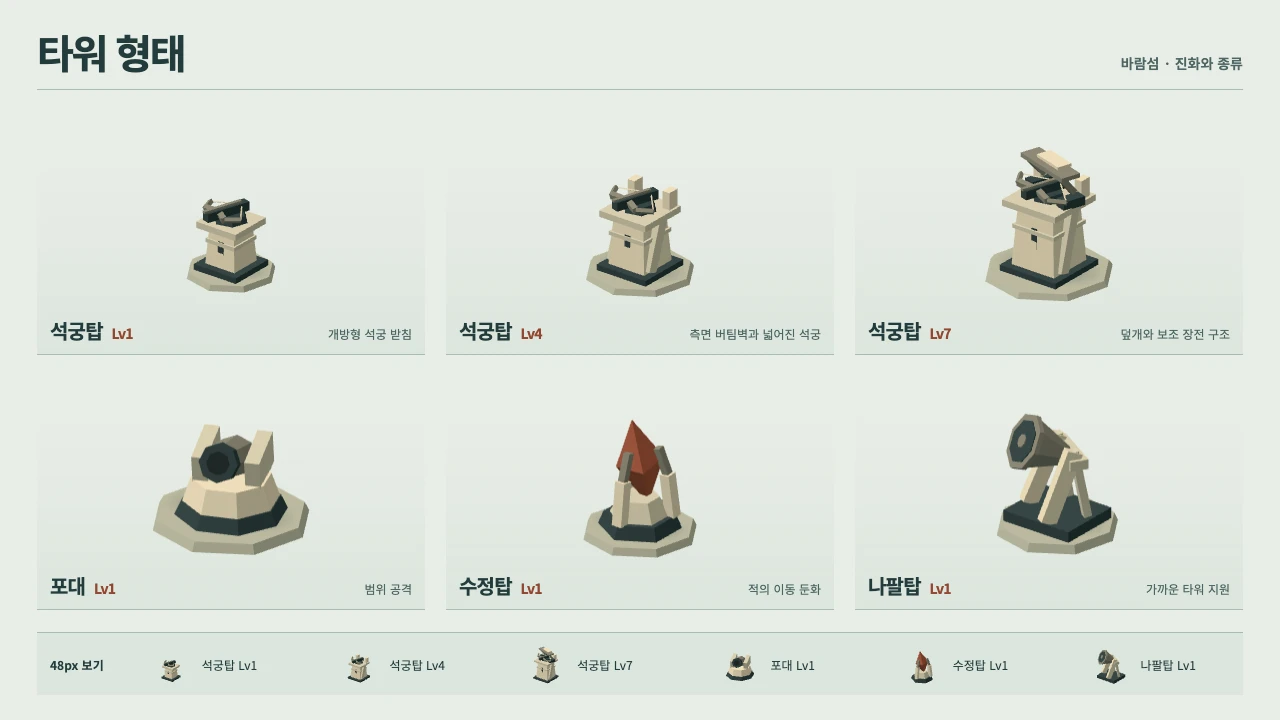 타워 형태
바람섬 · 진화와 종류
석궁탑 Lv1 개방형 석궁 받침
석궁탑 Lv4 측면 버팀벽과 넓어진 석궁
석궁탑 Lv7 덮개와 보조 장전 구조
포대 Lv1 범위 공격
수정탑 Lv1 적의 이동 둔화
나팔탑 Lv1 가까운 타워 지원
48px 보기 석궁탑 Lv1 석궁탑 Lv4 석궁탑 Lv7 포대 Lv1 수정탑 Lv1 나팔탑 Lv1